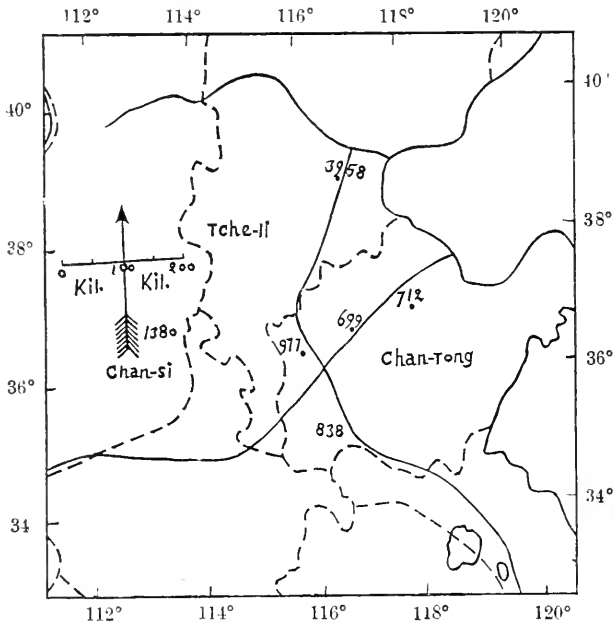 112° 114° 116° 118° 120°
40° 40'
3958
Tche-li
38° 38°
0 100 200
Kil. Kil.
712
1380
699
977
Chan-si
Chan-Tong
36° 36°
838
34 34°
112° 114° 116° 118° 120°